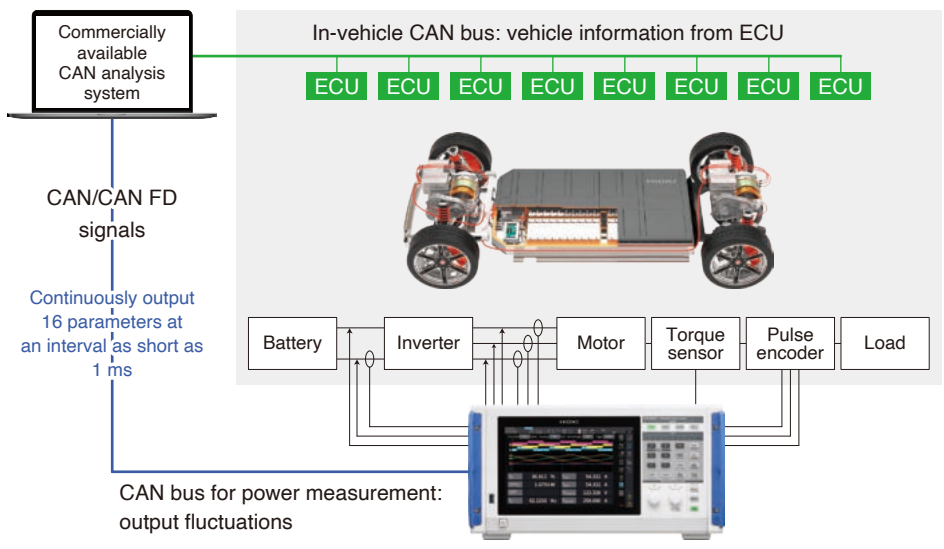 Commercially
available
CAN analysis
system
In-vehicle CAN bus: vehicle information from ECU
ECU ECU ECU ECU ECU ECU ECU ECU
CAN/CAN FD
signals
Continuously output
16 parameters at
an interval as short as
1 ms
Battery
Inverter
Motor
Torque
sensor
Pulse
encoder
Load
HIOKI
CAN bus for power measurement:
output fluctuations